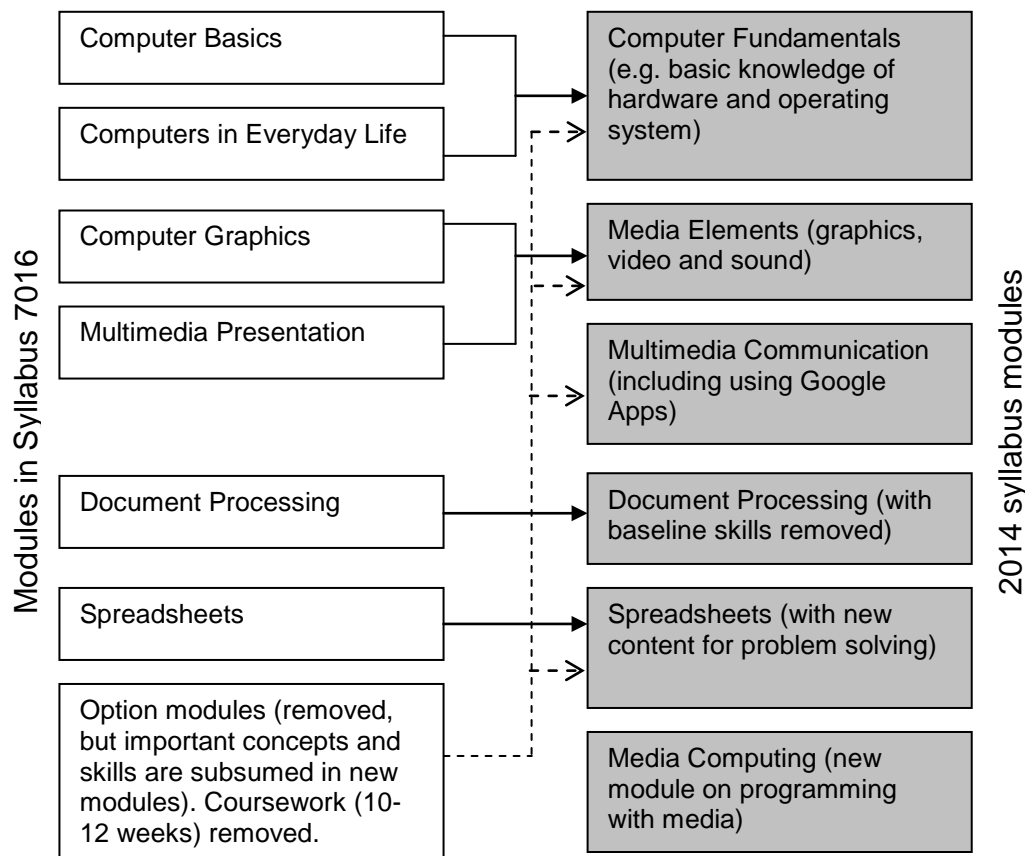 Modules in Syllabus 7016
Computer Basics
Computers in Everyday Life
Computer Graphics
Multimedia Presentation
Document Processing
Spreadsheets
Option modules (removed,
but important concepts and
skills are subsumed in new
modules). Coursework (10-
12 weeks) removed.
Computer Fundamentals
(e.g. basic knowledge of
hardware and operating
system)
Media Elements (graphics,
video and sound)
Multimedia Communication
(including using Google
Apps)
Document Processing (with
baseline skills removed)
Spreadsheets (with new
content for problem solving)
Media Computing (new
module on programming
with media)
2014 syllabus modules